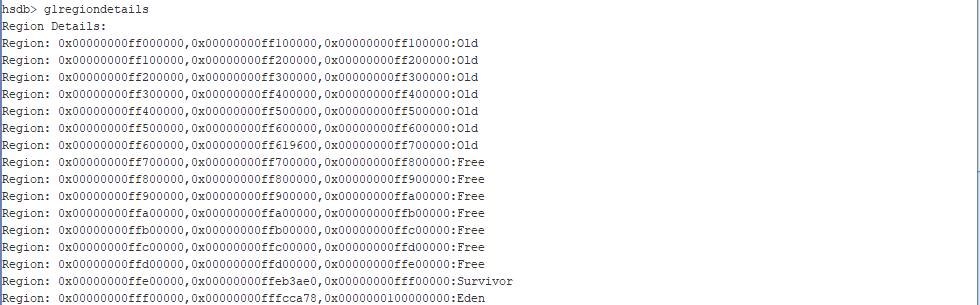 hsdb> glregiondetails
Region Details:
Region: 0x00000000ff000000,0x00000000ff100000,0x00000000ff100000:Old
Region: 0x00000000ff100000,0x00000000ff200000,0x00000000ff200000:Old
Region: 0x00000000ff200000,0x00000000ff300000,0x00000000ff300000:Old
Region: 0x00000000ff300000,0x00000000ff400000,0x00000000ff400000:Old
Region: 0x00000000ff400000,0x00000000ff500000,0x00000000ff500000:Old
Region: 0x00000000ff500000,0x00000000ff600000,0x00000000ff600000:Old
Region: 0x00000000ff600000,0x00000000ff619600,0x00000000ff700000:Old
Region: 0x00000000ff700000,0x00000000ff700000,0x00000000ff800000:Free
Region: 0x00000000ff800000,0x00000000ff800000,0x00000000ff900000:Free
Region: 0x00000000ff900000,0x00000000ff900000,0x00000000ffa00000:Free
Region: 0x00000000ffa00000,0x00000000ffa00000,0x00000000ffb00000:Free
Region: 0x00000000ffb00000,0x00000000ffb00000,0x00000000ffc00000:Free
Region: 0x00000000ffc00000,0x00000000ffc00000,0x00000000ffd00000:Free
Region: 0x00000000ffd00000,0x00000000ffd00000,0x00000000ffe00000:Free
Region: 0x00000000ffe00000,0x00000000ffeb3ae0,0x00000000fff00000:Survivor
Region: 0x00000000fff00000,0x00000000fffcca78,0x0000000100000000:Eden